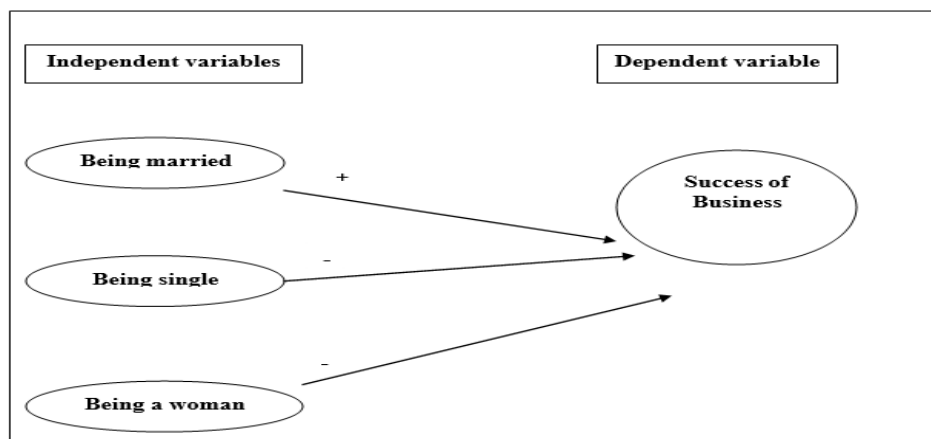 Independent variables
Dependent variable
Being married
+
Success of
Business
-
Being single
-
Being a woman